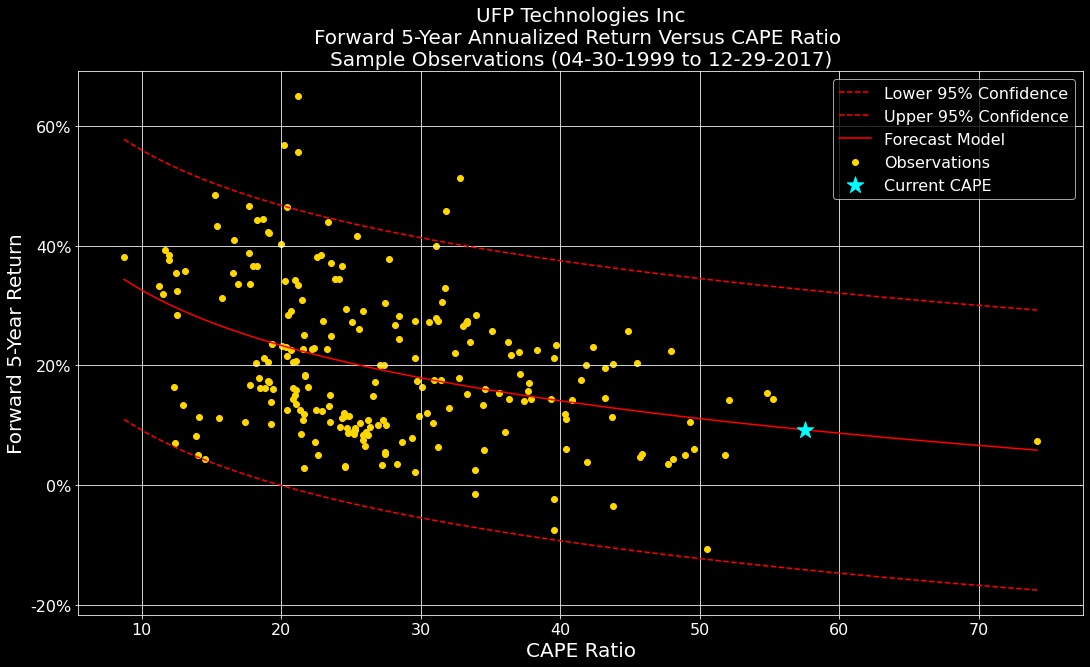 UFP Technologies Inc
Forward 5-Year Annualized Return Versus CAPE Ratio
Sample Observations (04-30-1999 to 12-29-2017)
Lower 95% Confidence
Upper 95% Confidence
Forecast Model
Observations
Current CAPE
Forward 5-Year Return
60%
40%
20%
0%
-20%
10 20 30 40 50 60 70
CAPE Ratio